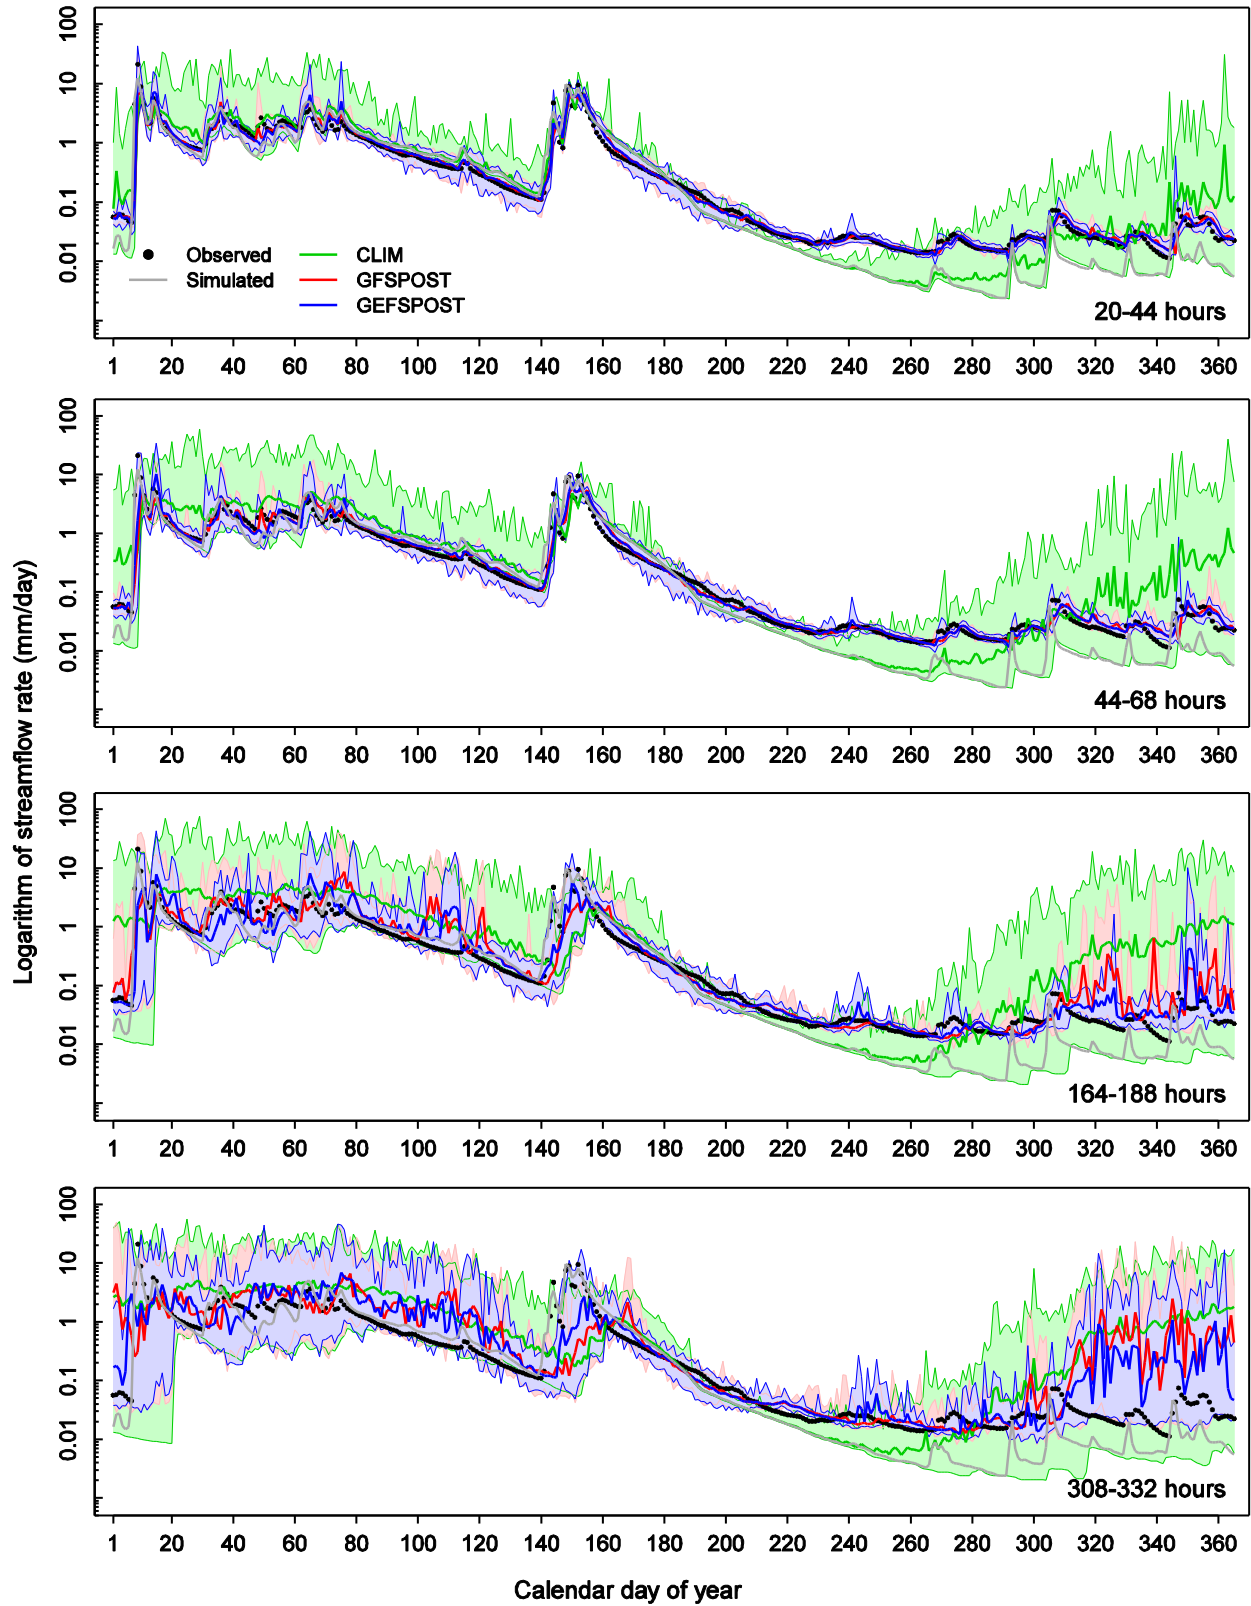 Logarithm of streamflow rate (mm/day)
100
10
1
0.1
0.01
Observed
Simulated
CLIM
GFSPOST
GEFSPOST
20-44 hours
1 20 40 60 80 100 120 140 160 180 200 220 240 260 280 300 320 340 360
100
10
1
0.1
0.01
44-68 hours
1 20 40 60 80 100 120 140 160 180 200 220 240 260 280 300 320 340 360
100
10
1
0.1
0.01
164-188 hours
1 20 40 60 80 100 120 140 160 180 200 220 240 260 280 300 320 340 360
100
10
1
0.1
0.01
308-332 hours
1 20 40 60 80 100 120 140 160 180 200 220 240 260 280 300 320 340 360
Calendar day of year